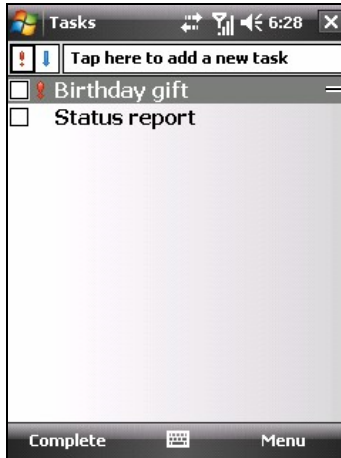 Tasks 6:28
Tap here to add a new task
Birthday gift
Status report
Complete Menu